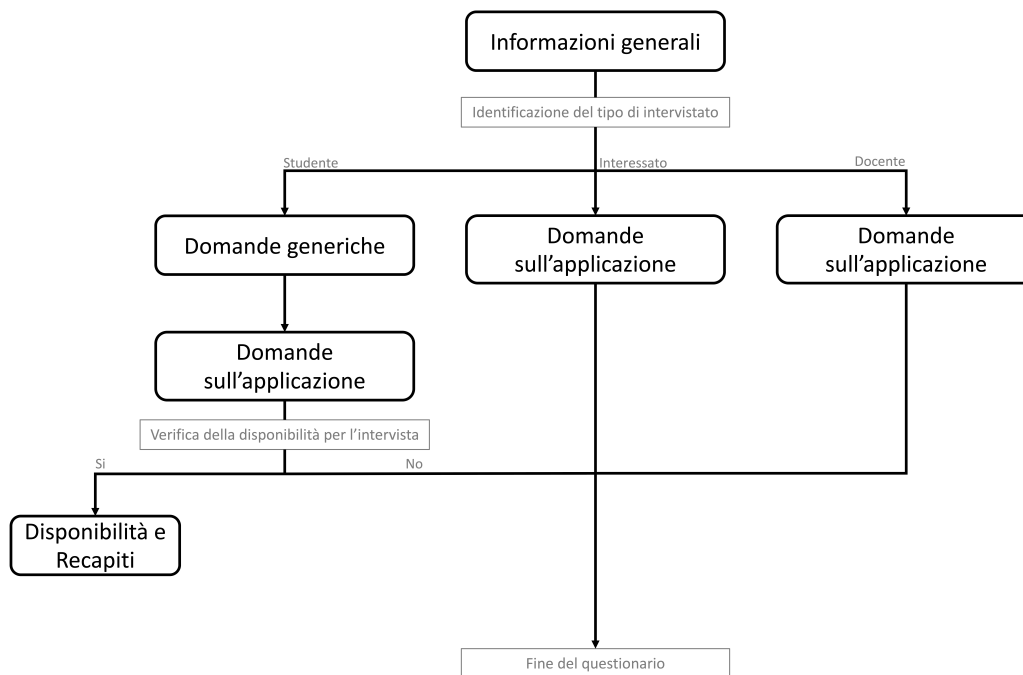 Informazioni generali
Identificazione del tipo di intervistato
Studente
Interessato
Docente
Domande generiche
Domande
sull’applicazione
Domande
sull’applicazione
Domande
sull’applicazione
Verifica della disponibilità per l’intervista
Si
No
Disponibilità e
Recapiti
Fine del questionario